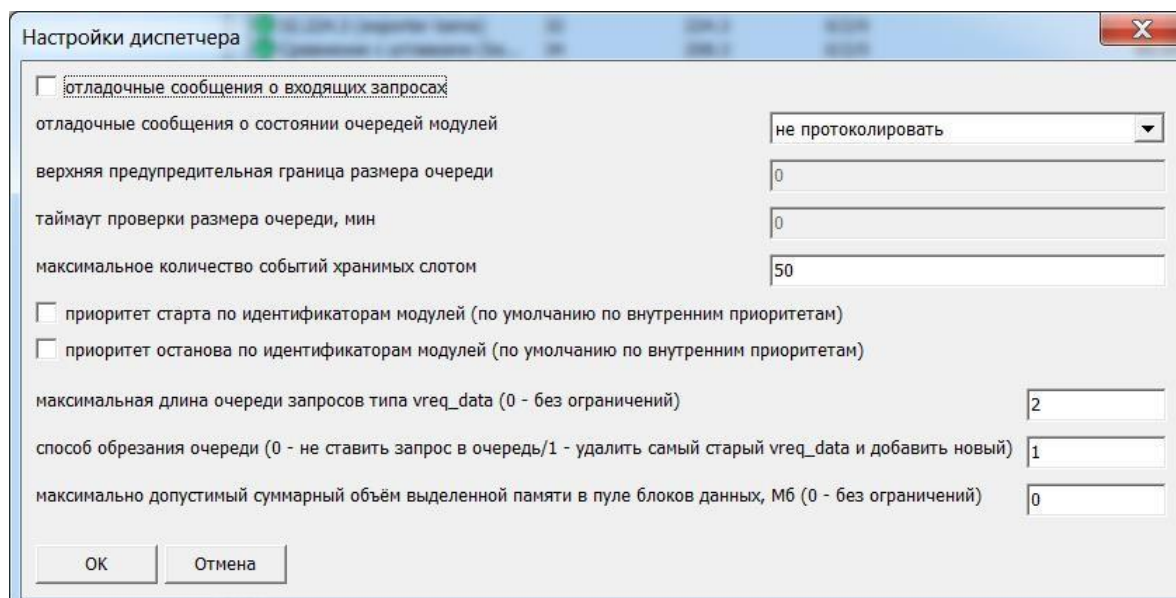 Настройки диспетчера
отладочные сообщения о входящих запросах
отладочные сообщения о состоянии очередей модулей
не протоколировать
верхняя предупредительная граница размера очереди
0
таймаут проверки размера очереди, мин
0
максимальное количество событий хранимых слотом
50
приоритет старта по идентификаторам модулей (по умолчанию по внутренним приоритетам)
приоритет останова по идентификаторам модулей (по умолчанию по внутренним приоритетам)
максимальная длина очереди запросов типа vreq_data (0 - без ограничений)
2
способ обрезания очереди (0 - не ставить запрос в очередь/1 - удалить самый старый vreq_data и добавить новый)
1
максимально допустимый суммарный объём выделенной памяти в пуле блоков данных, Мб (0 - без ограничений)
0
OK
Отмена